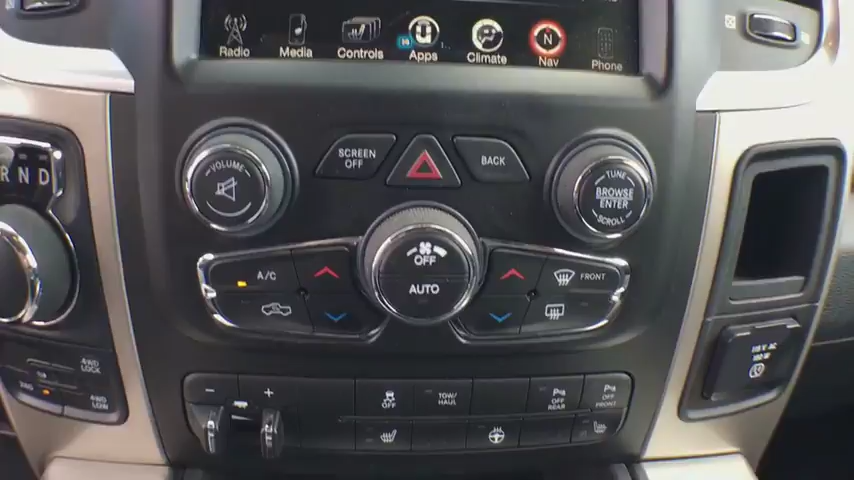 Radio
Media
Controls
Apps
Climate
Nav
Phone
N
R N D
VOLUME
SCREEN
OFF
BACK
TUNE
BROWSE
ENTER
SCROLL
A/C
OFF
AUTO
FRONT
4WD
LOCK
4WD
LOW
- +
OFF
TOW/
HAUL
OFF
REAR
OFF
FRONT